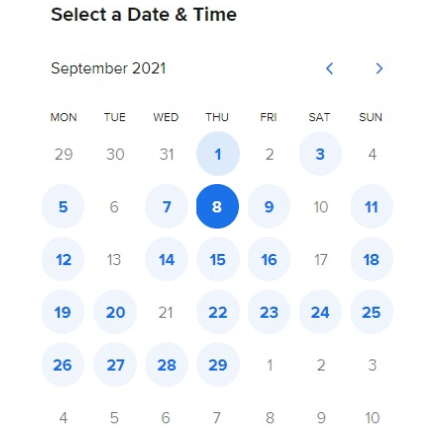 Select a Date & Time
September 2021
MON TUE WED THU FRI SAT SUN
29 30 31 1 2 3 4
5 6 7 8 9 10 11
12 13 14 15 16 17 18
19 20 21 22 23 24 25
26 27 28 29 1 2 3
4 5 6 7 8 9 10